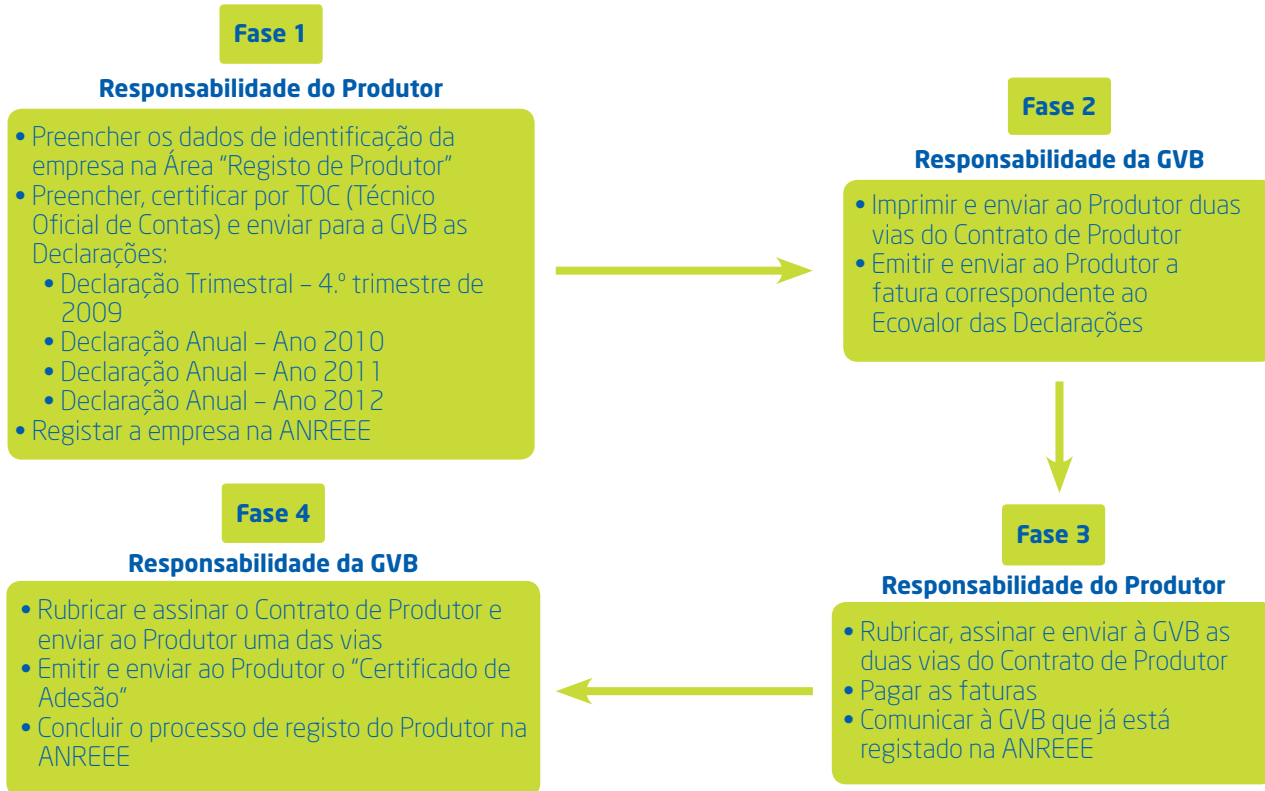 Fase 1
Responsabilidade do Produtor
• Preencher os dados de identificação da
empresa na Área “Registo de Produtor”
• Preencher, certificar por TOC (Técnico
Oficial de Contas) e enviar para a GVB as
Declarações:
• Declaração Trimestral – 4.º trimestre de
2009
• Declaração Anual – Ano 2010
• Declaração Anual – Ano 2011
• Declaração Anual – Ano 2012
• Registar a empresa na ANREEE
Fase 2
Responsabilidade da GVB
• Imprimir e enviar ao Produtor duas
vias do Contrato de Produtor
• Emitir e enviar ao Produtor a
fatura correspondente ao
Ecovalor das Declarações
Fase 3
Responsabilidade do Produtor
• Rubricar, assinar e enviar à GVB as
duas vias do Contrato de Produtor
• Pagar as faturas
• Comunicar à GVB que já está
registado na ANREEE
Fase 4
Responsabilidade da GVB
• Rubricar e assinar o Contrato de Produtor e
enviar ao Produtor uma das vias
• Emitir e enviar ao Produtor o “Certificado de
Adesão”
• Concluir o processo de registo do Produtor na
ANREEE